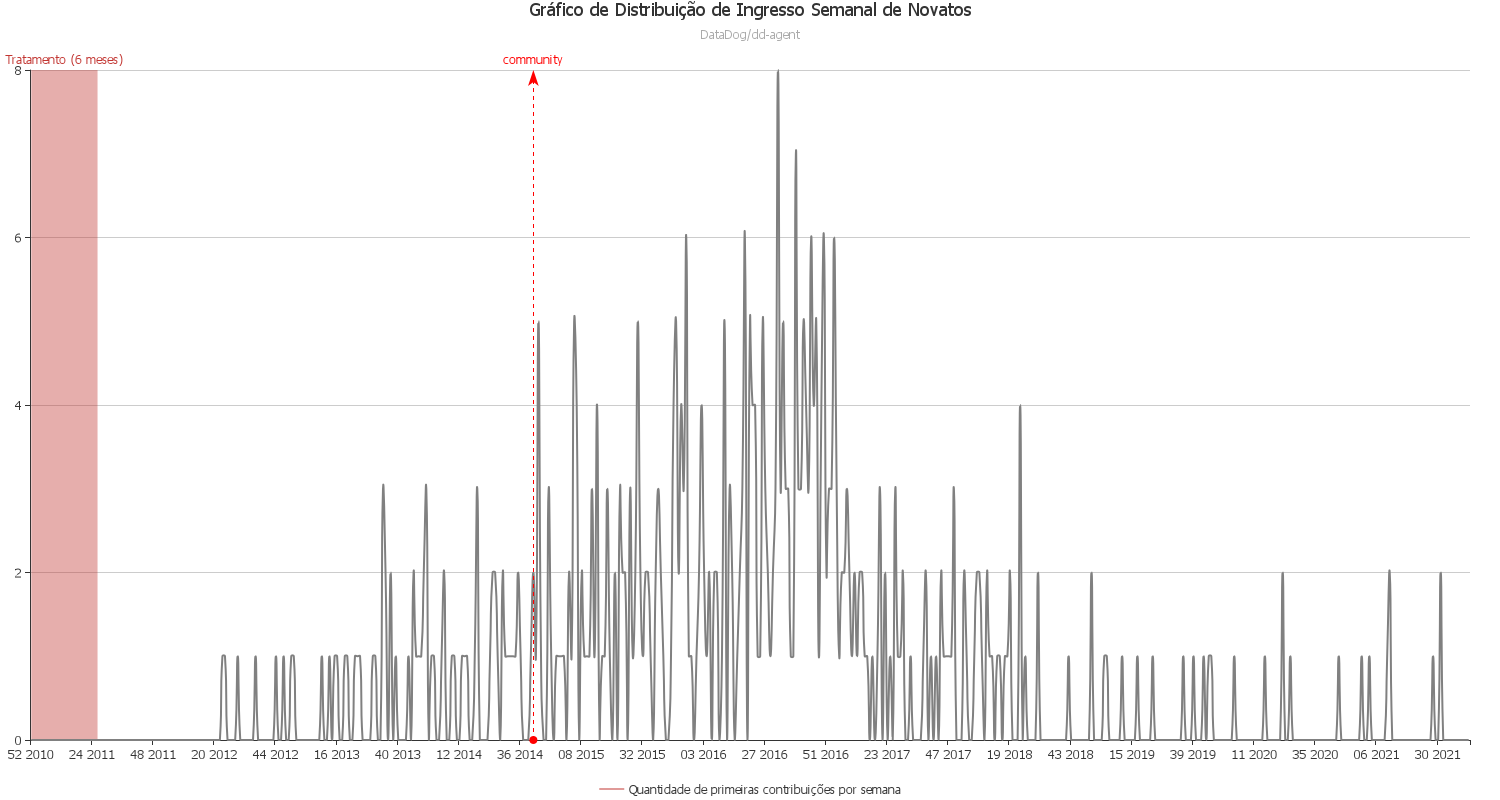 Gráfico de Distribuição de Ingresso Semanal de Novatos
DataDog/dd-agent
Tratamento (6 meses)
community
8
6
4
2
0
52 2010 24 2011 48 2011 20 2012 44 2012 16 2013 40 2013 12 2014 36 2014 08 2015 32 2015 03 2016 27 2016 51 2016 23 2017 47 2017 19 2018 43 2018 15 2019 39 2019 11 2020 35 2020 06 2021 30 2021
Quantidade de primeiras contribuições por semana